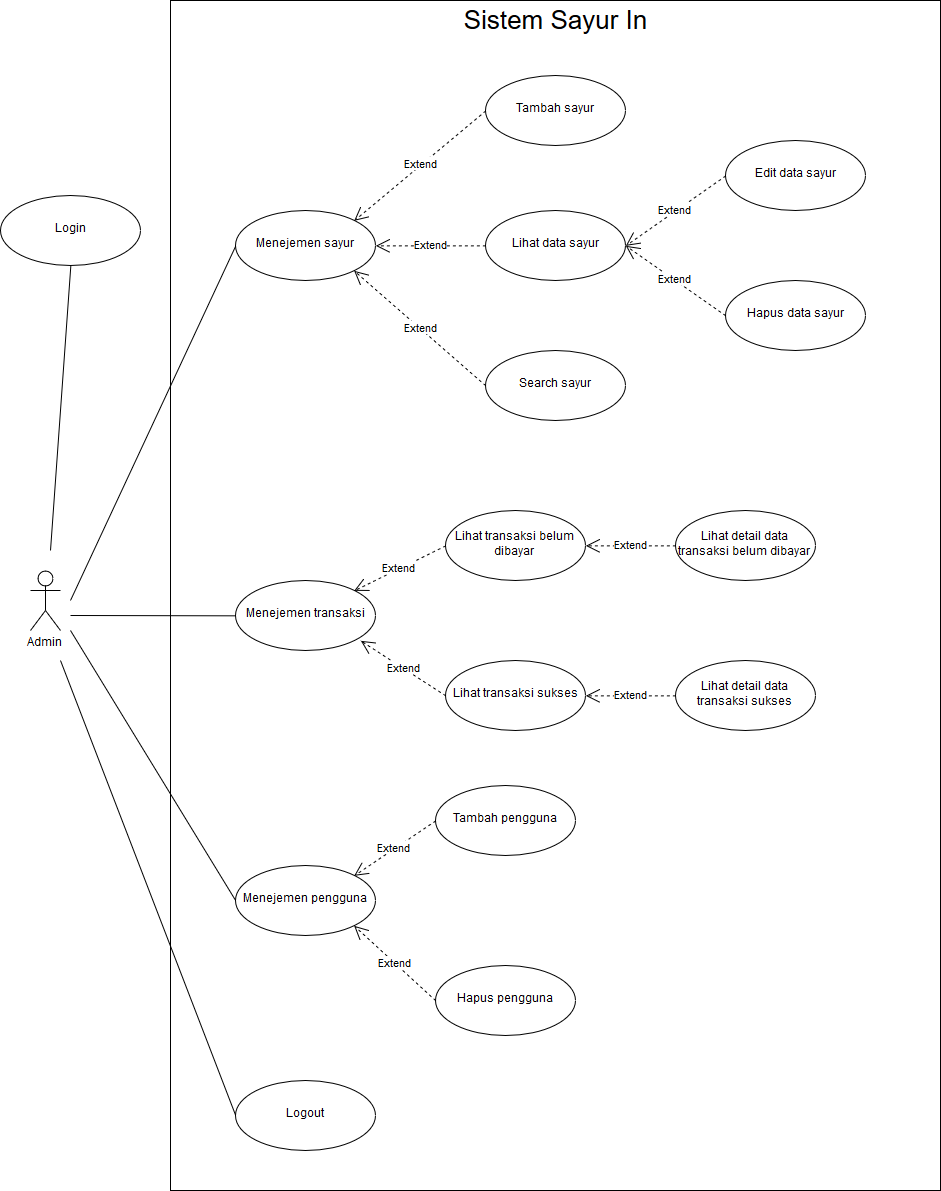 Sistem Sayur In
Tambah sayur
Extend
Edit data sayur
Login
Extend
Menejemen sayur
Extend
Lihat data sayur
Extend
Hapus data sayur
Extend
Search sayur
Lihat transaksi belum
dibayar
Extend
Lihat detail data
transaksi belum dibayar
Extend
Menejemen transaksi
Admin
Extend
Lihat transaksi sukses
Extend
Lihat detail data
transaksi sukses
Tambah pengguna
Extend
Menejemen pengguna
Extend
Hapus pengguna
Logout